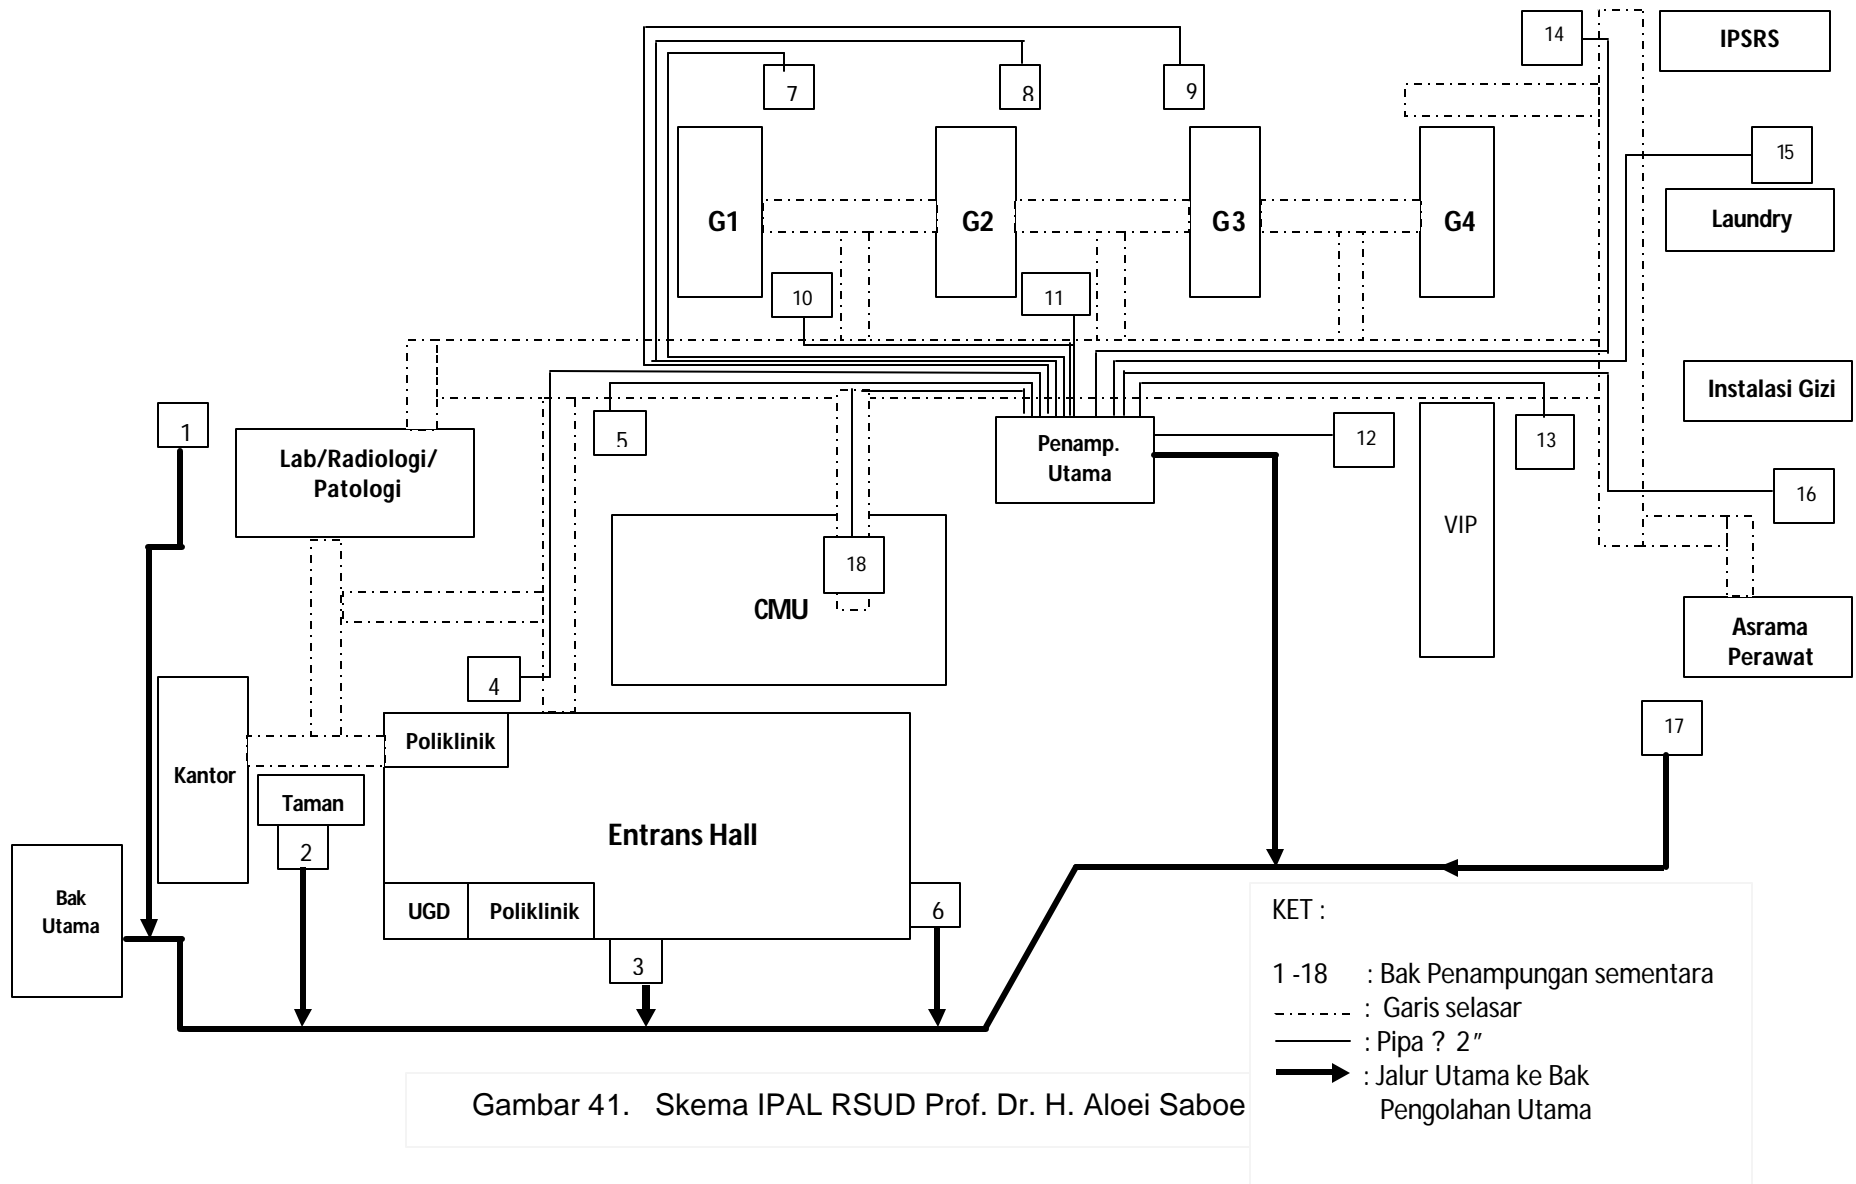 14
IPSRS
7
8
9
15
G1
G2
G3
G4
Laundry
10
11
Instalasi Gizi
1
5
Penamp.
Utama
12
13
Lab/Radiologi/
Patologi
16
VIP
18
CMU
Asrama
Perawat
4
17
Poliklinik
Kantor
Taman
Entrans Hall
2
Bak
Utama
UGD
Poliklinik
6
3
KET :
1 -18 : Bak Penampungan sementara
: Garis selasar
: Pipa ? 2"
: Jalur Utama ke Bak
Pengolahan Utama
Gambar 41. Skema IPAL RSUD Prof. Dr. H. Aloei Saboe